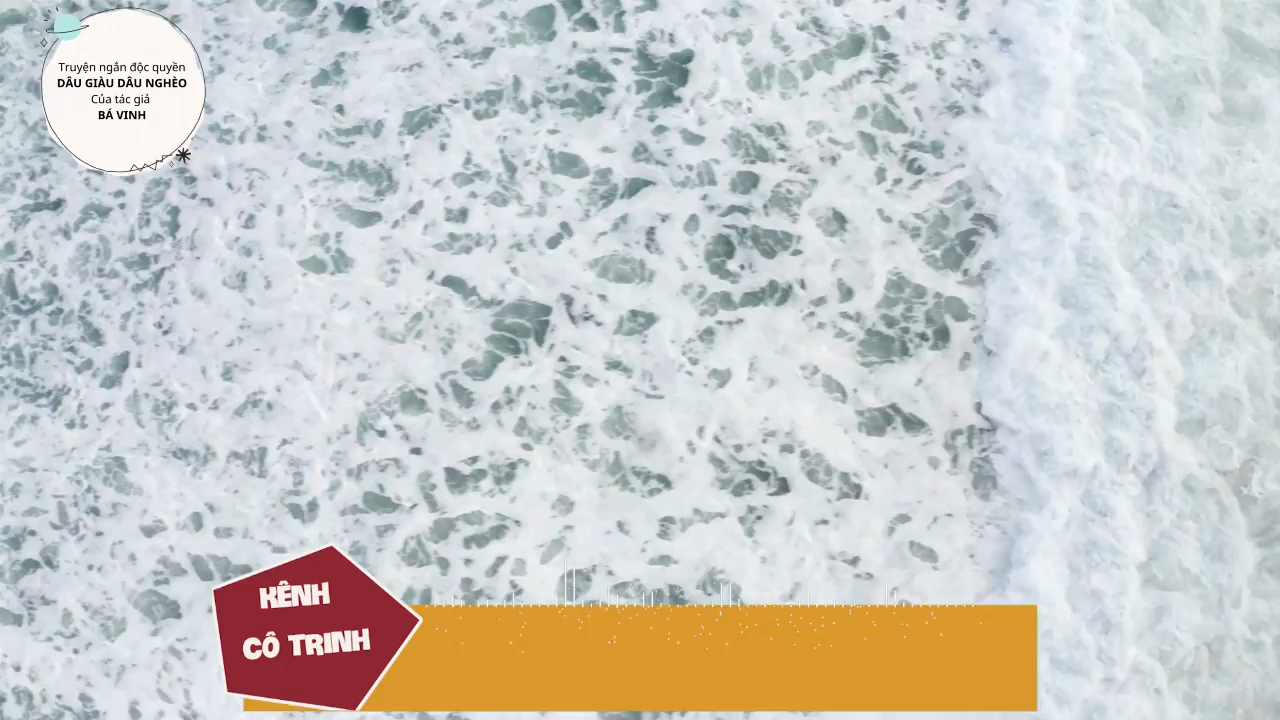 Truyện ngắn độc quyền
DÂU GIÀU DÂU NGHÈO
Của tác giả
BÁ VINH
KÊNH
CÔ TRINH